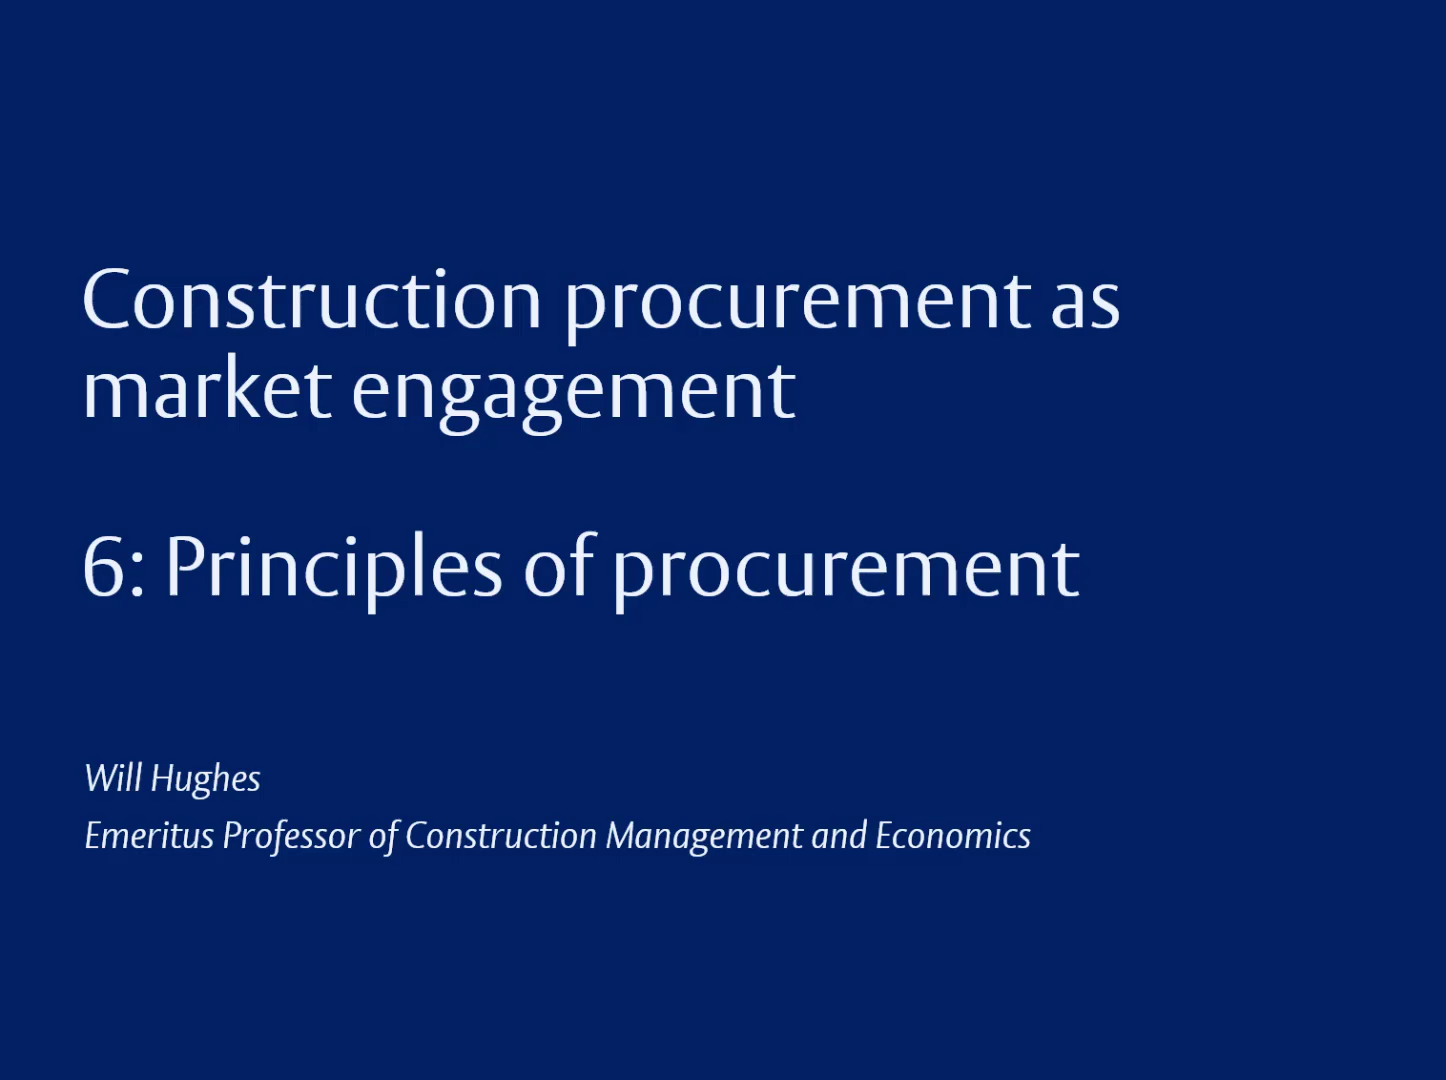 Construction procurement as
market engagement
6: Principles of procurement
Will Hughes
Emeritus Professor of Construction Management and Economics